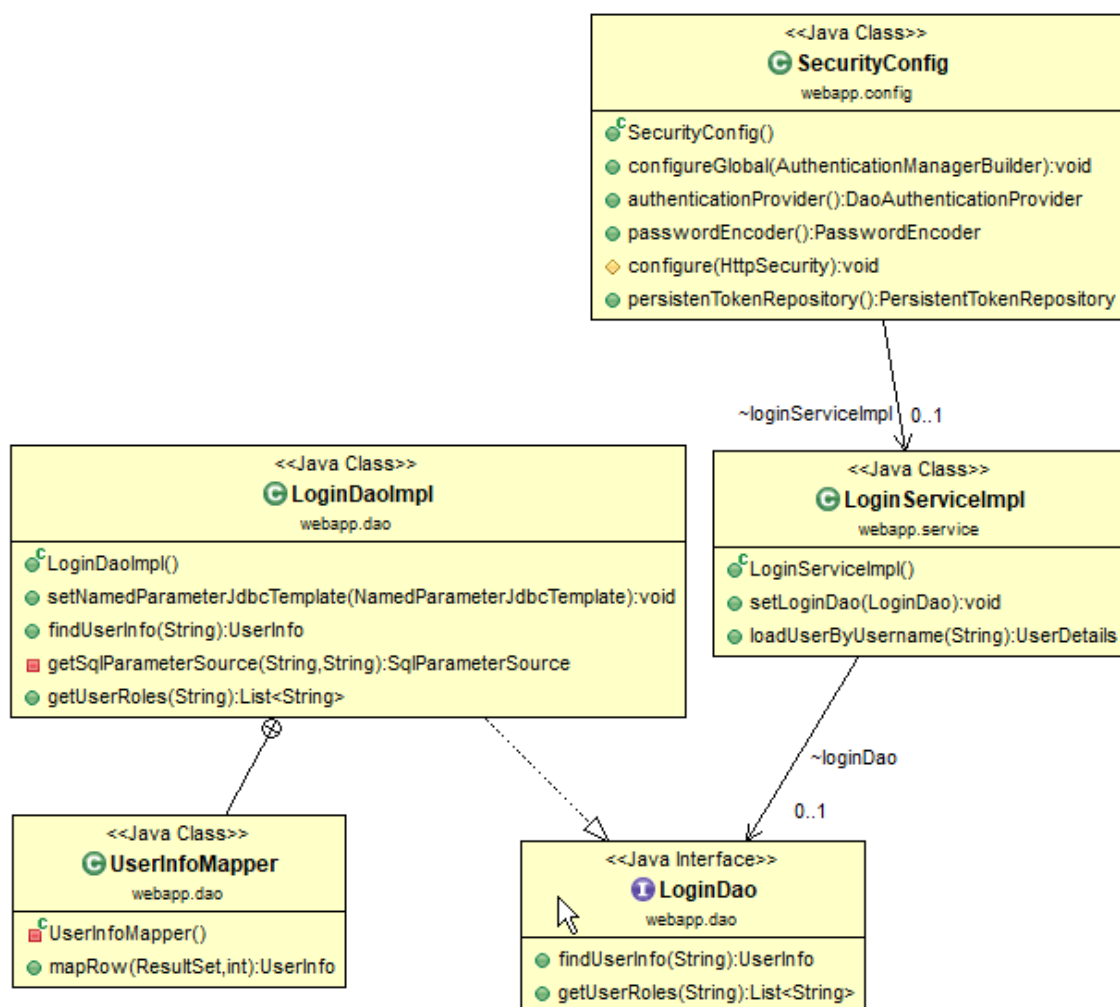 <<Java Class>>
SecurityConfig
webapp.config
SecurityConfig()
configureGlobal(AuthenticationManagerBuilder):void
authenticationProvider():DaoAuthenticationProvider
passwordEncoder():PasswordEncoder
configure(HttpSecurity):void
persistenTokenRepository():PersistentTokenRepository
~loginServiceImpl 0..1
<<Java Class>>
LoginDaoImpl
webapp.dao
LoginDaoImpl()
setNamedParameterJdbcTemplate(NamedParameterJdbcTemplate):void
findUserInfo(String):UserInfo
getSqlParameterSource(String,String):SqlParameterSource
getUserRoles(String):List<String>
<<Java Class>>
LoginServiceImpl
webapp.service
LoginServiceImpl()
setLoginDao(LoginDao):void
loadUserByUsername(String):UserDetails
~loginDao
0..1
<<Java Class>>
UserInfoMapper
webapp.dao
UserInfoMapper()
mapRow(ResultSet,int):UserInfo
<<Java Interface>>
LoginDao
webapp.dao
findUserInfo(String):UserInfo
getUserRoles(String):List<String>